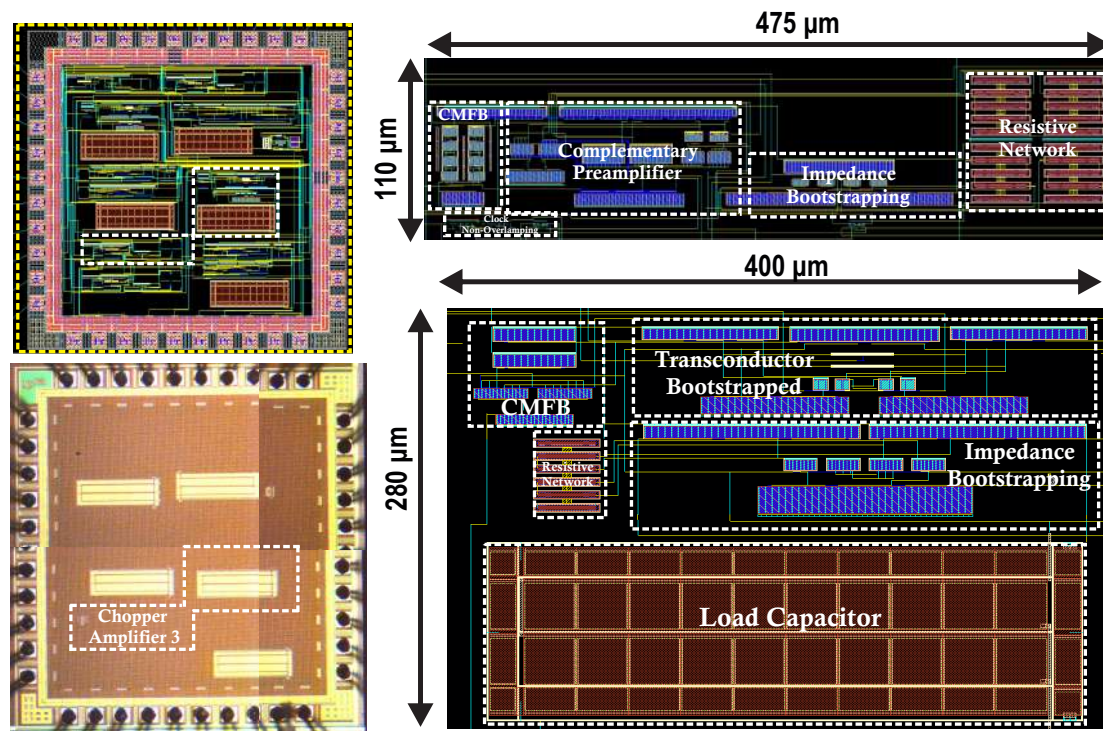 475 µm
110 µm
CMFB
Complementary
Preamplifier
Impedance
Bootstrapping
Resistive
Network
Clock
Non-Overlamping
400 µm
280 µm
Transconductor
Bootstrapped
CMFB
Resistive
Network
Impedance
Bootstrapping
Load Capacitor
Chopper
Amplifier 3